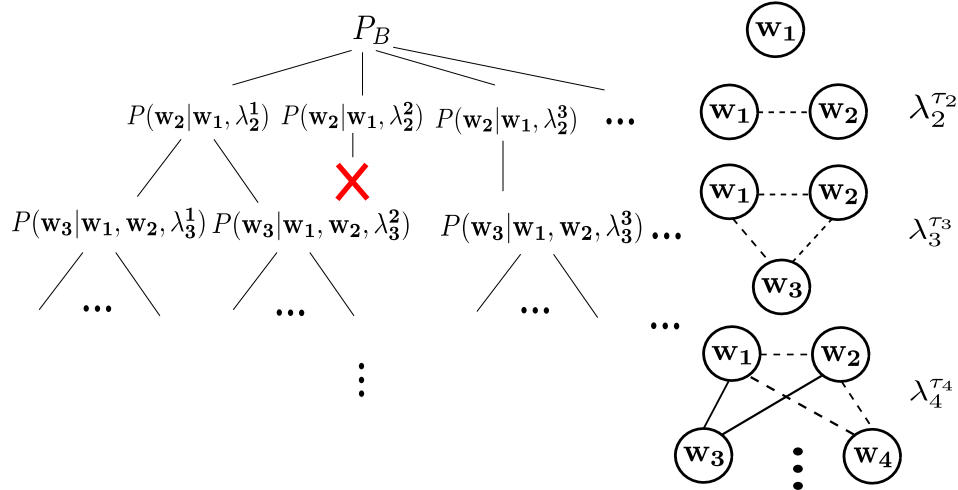 P_B
w₁
P(w₂|w₁, λ₂¹) P(w₂|w₁, λ₂²) P(w₂|w₁, λ₂³) ...
w₁ w₂ λ₂^τ₂
w₁ w₂
P(w₃|w₁, w₂, λ₃¹) P(w₃|w₁, w₂, λ₃²) P(w₃|w₁, w₂, λ₃³) ...
λ₃^τ₃
w₃
... ... ... ...
w₁ w₂
λ₄^τ₄
w₃ w₄